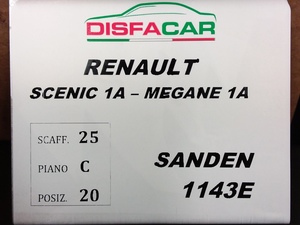 DISFACAR
RENAULT
SCENIC 1A – MEGANE 1A
SCAFF. 25
PIANO C
POSIZ. 20
SANDEN
1143E